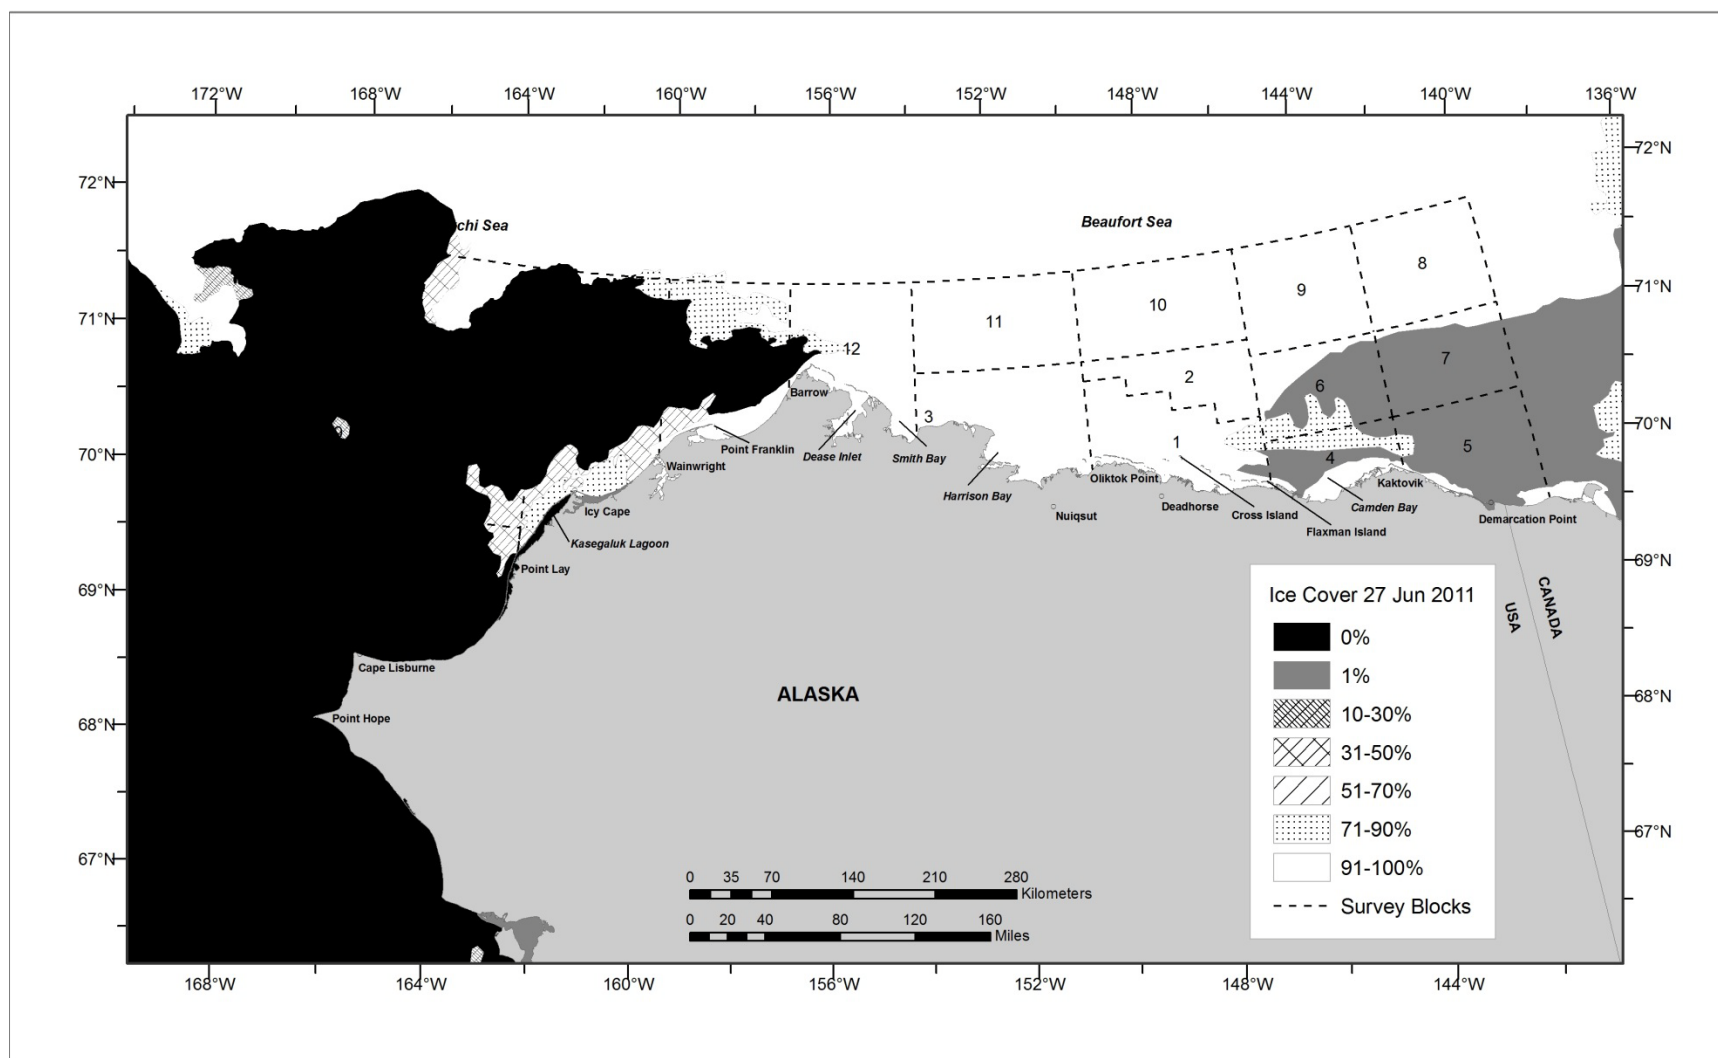 172°W 168°W 164°W 160°W 156°W 152°W 148°W 144°W 140°W 136°W
72°N
72°N
chi Sea
Beaufort Sea
8
9
10
11
71°N
71°N
12
7
2
6
Barrow
3
70°N
70°N
Point Franklin
1
5
Dease Inlet
Smith Bay
4
Wainwright
Oliktok Point
Kaktovik
Harrison Bay
Icy Cape
Nuiqsut
Deadhorse
Cross Island
Camden Bay
Demarcation Point
Flaxman Island
Kasegaluk Lagoon
69°N
Point Lay
69°N
Ice Cover 27 Jun 2011
0%
1%
10-30%
31-50%
51-70%
71-90%
91-100%
Survey Blocks
USA
CANADA
Cape Lisburne
ALASKA
68°N
Point Hope
68°N
67°N
67°N
0 35 70 140 210 280
Kilometers
0 20 40 80 120 160
Miles
168°W 164°W 160°W 156°W 152°W 148°W 144°W